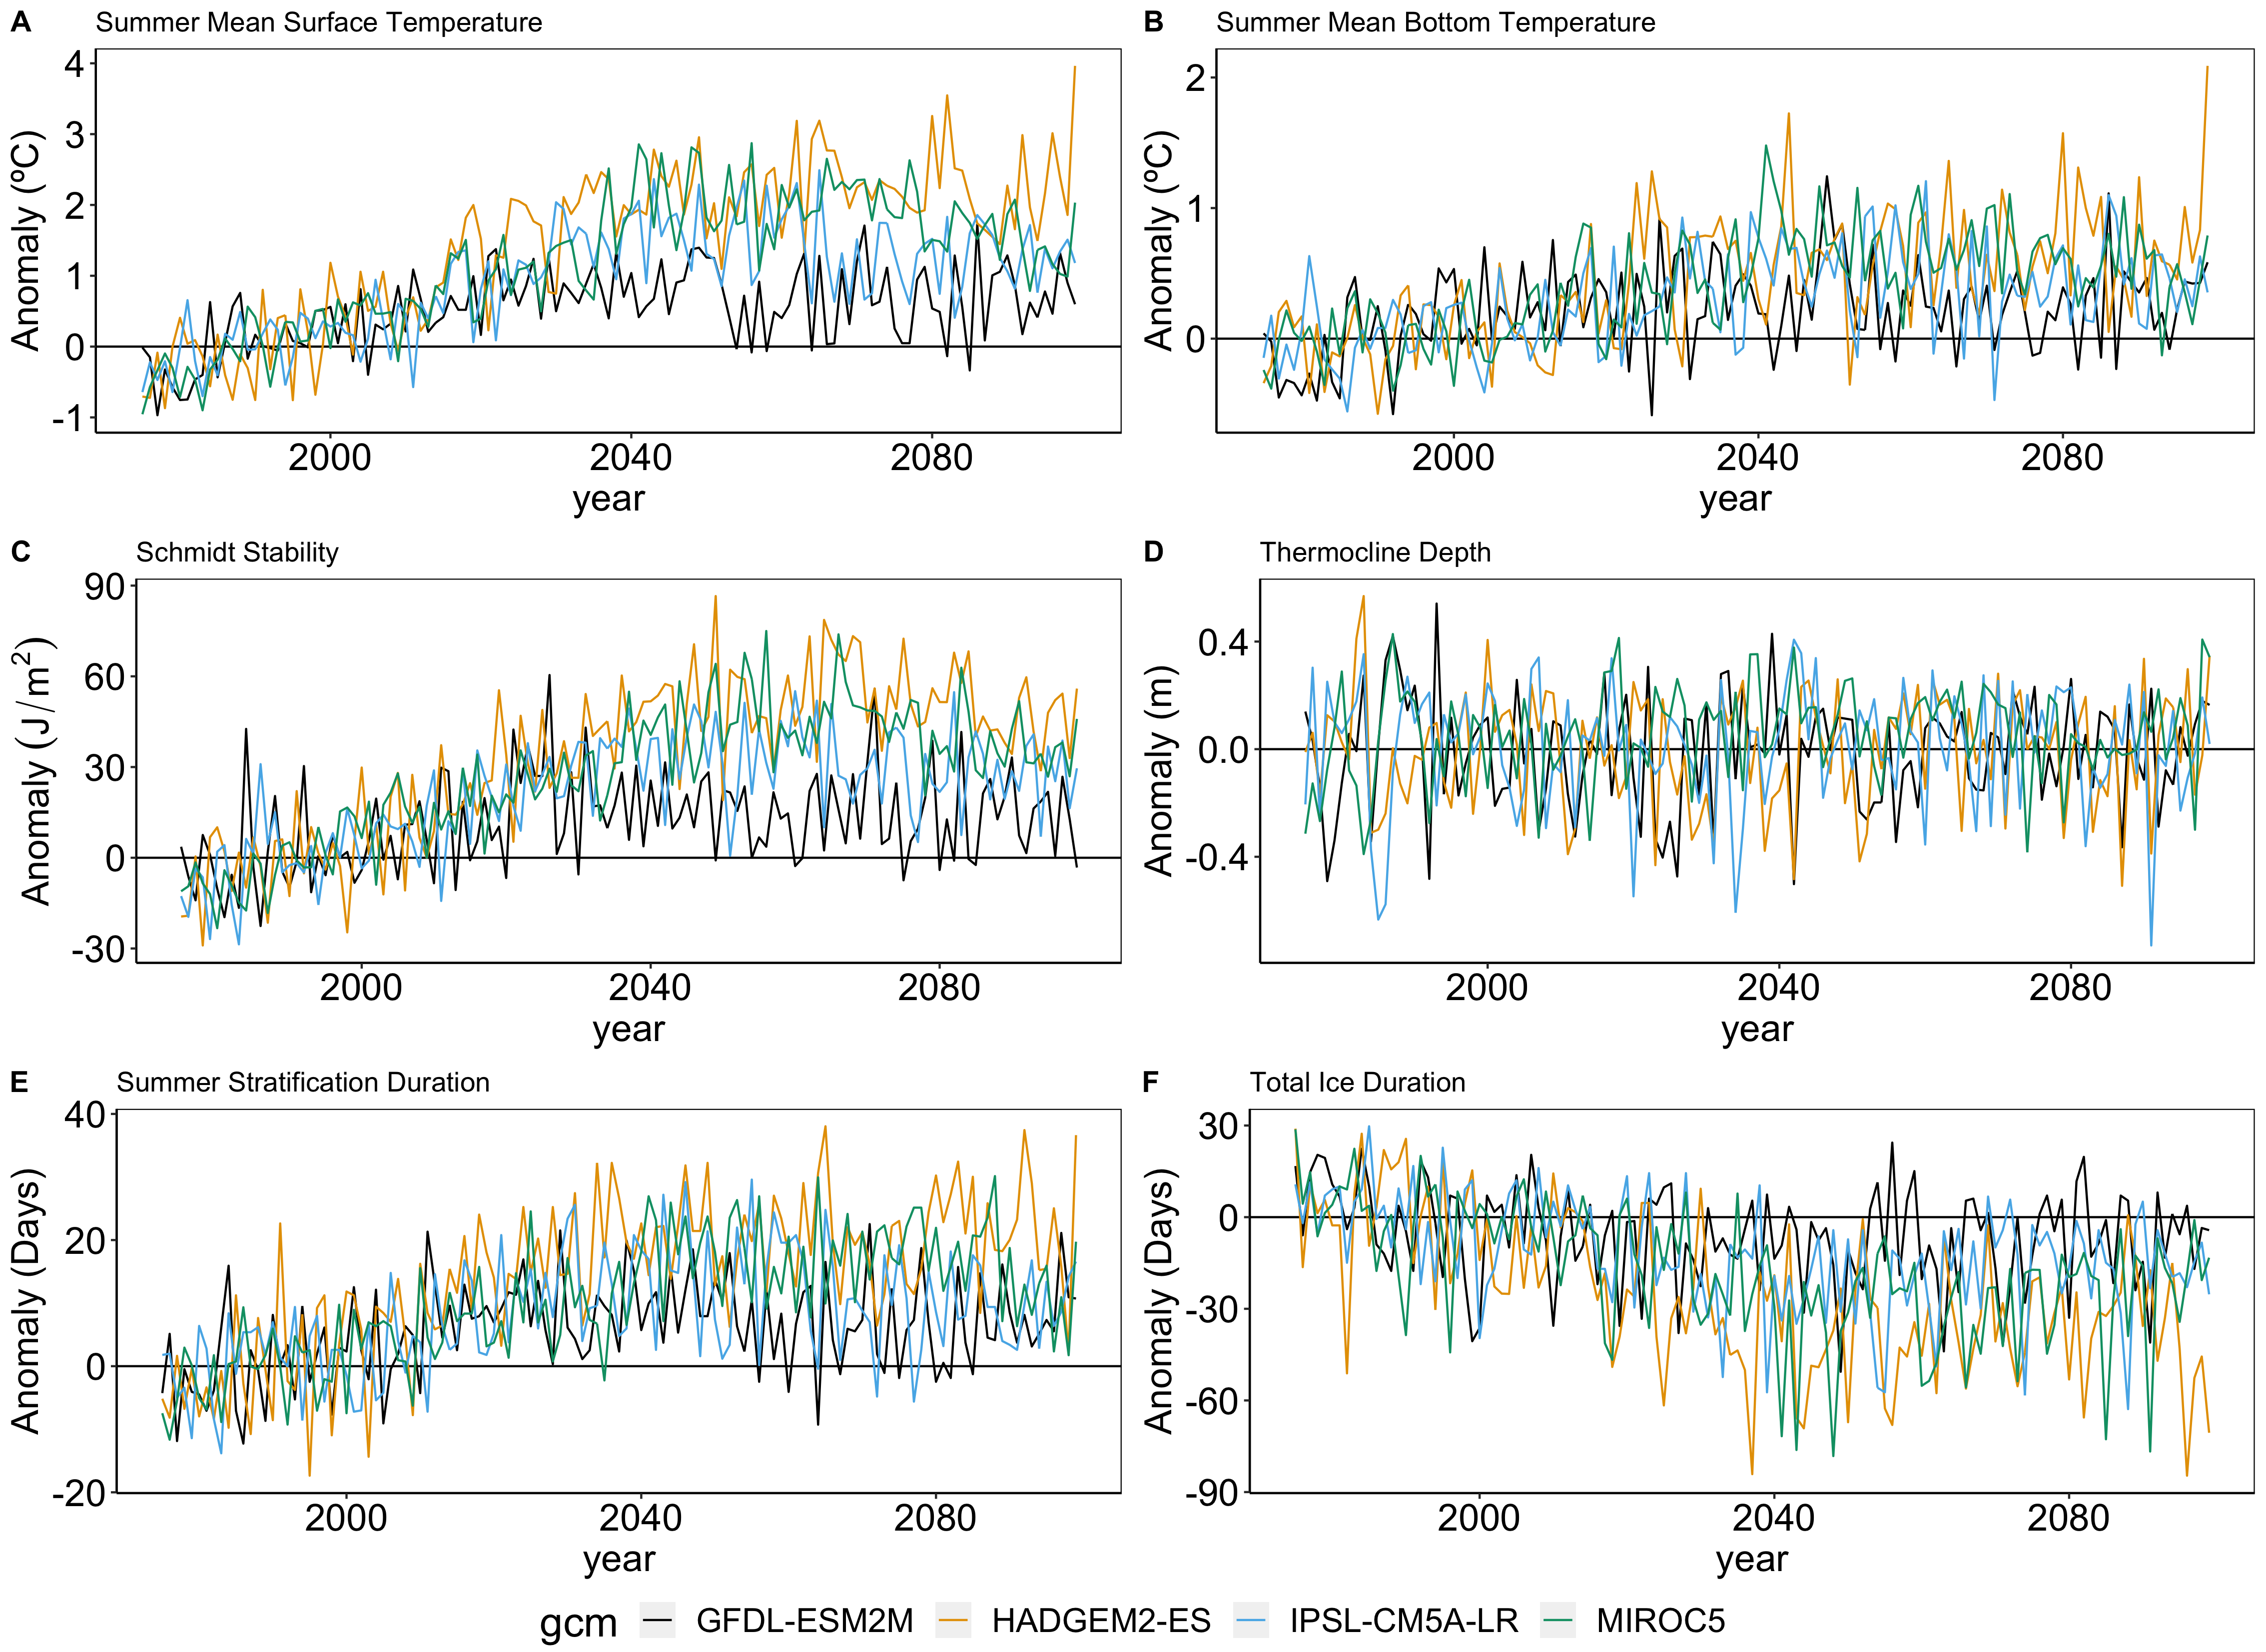 A Summer Mean Surface Temperature
Anomaly (ºC)
4
3
2
1
0
-1
2000 2040 2080
year
B Summer Mean Bottom Temperature
Anomaly (ºC)
2
1
0
2000 2040 2080
year
C Schmidt Stability
Anomaly (J/m²)
90
60
30
0
-30
2000 2040 2080
year
D Thermocline Depth
Anomaly (m)
0.4
0.0
-0.4
2000 2040 2080
year
E Summer Stratification Duration
Anomaly (Days)
40
20
0
-20
2000 2040 2080
year
F Total Ice Duration
Anomaly (Days)
30
0
-30
-60
-90
2000 2040 2080
year
gcm GFDL-ESM2M HADGEM2-ES IPSL-CM5A-LR MIROC5